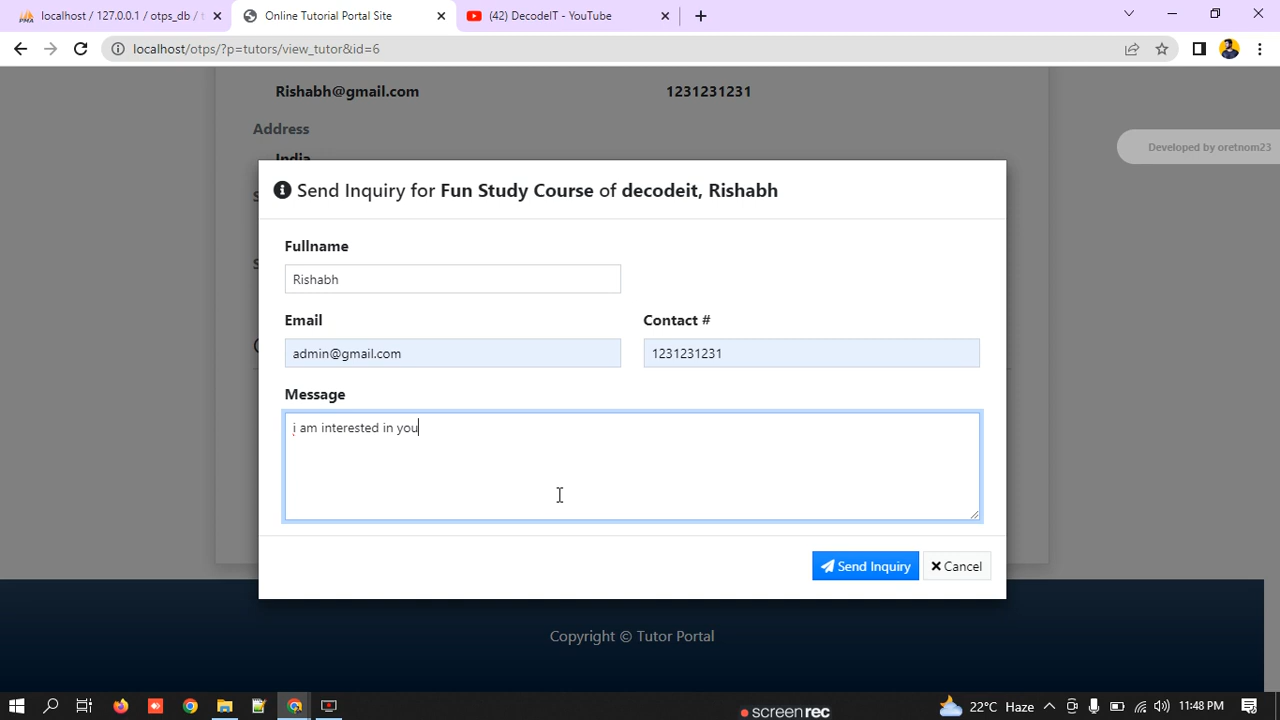 localhost / 127.0.0.1 / otps_db / t
Online Tutorial Portal Site
(42) DecodeIT - YouTube
localhost/otps/?p=tutors/view_tutor&id=6
Rishabh@gmail.com 1231231231
Address
India
Developed by oretnom23
Send Inquiry for Fun Study Course of decodeit, Rishabh
Fullname
Rishabh
Email Contact #
admin@gmail.com 1231231231
Message
i am interested in you
Send Inquiry Cancel
Copyright © Tutor Portal
screenrec
22°C Haze
11:48 PM